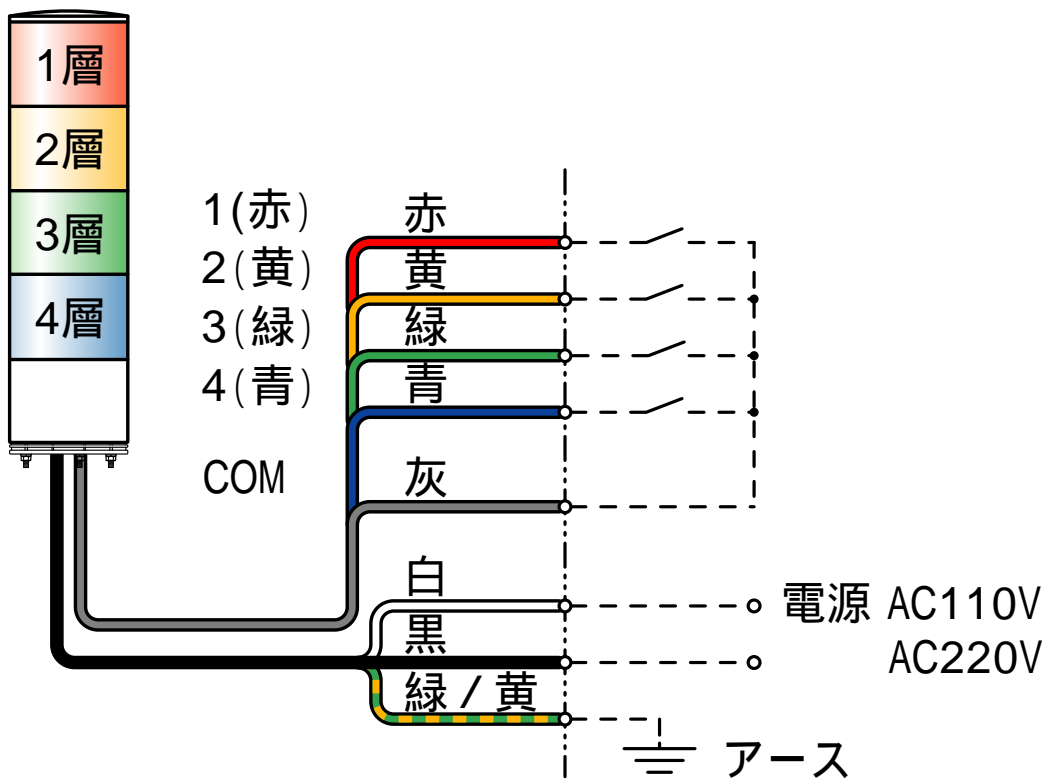 1層
2層
3層
4層
1(赤) 赤
2(黄) 黄
3(緑) 緑
4(青) 青
COM 灰
白
電源 AC110V
黒
AC220V
緑/黄
アース